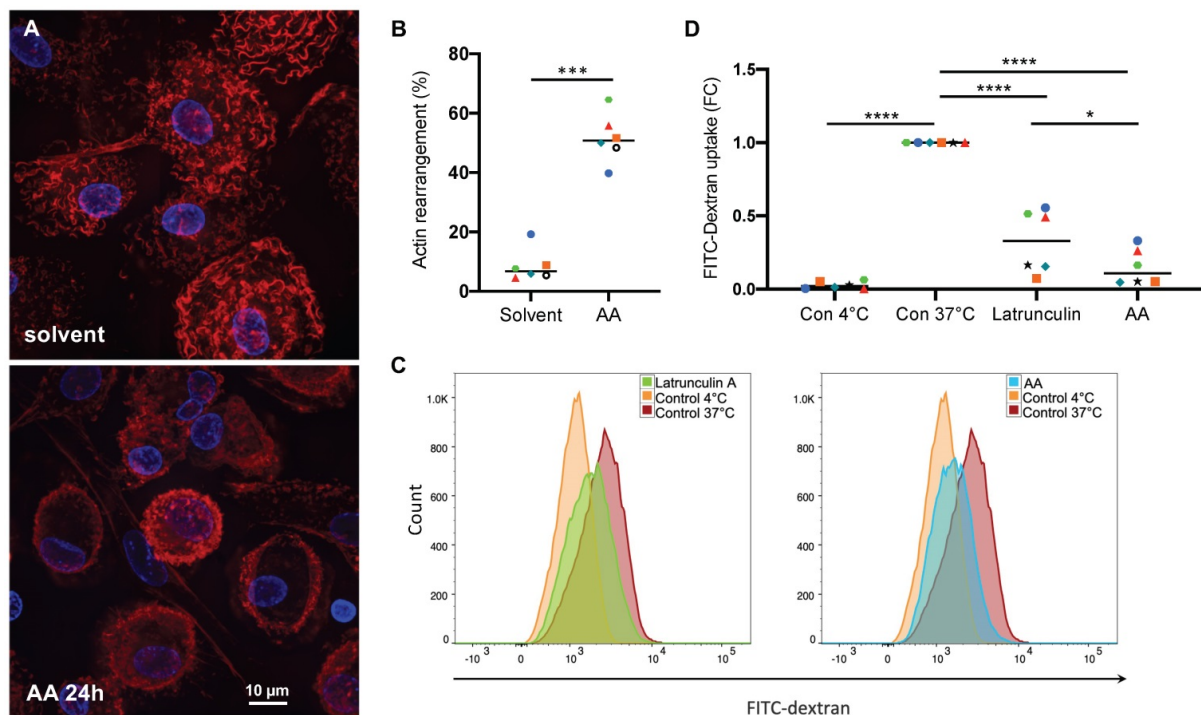 A
solvent
AA 24h
10 µm
B
Actin rearrangement (%)
80
60
40
20
0
***
Solvent
AA
D
FITC-Dextran uptake (FC)
1.5
1.0
0.5
0.0
****
****
****
*
Con 4°C
Con 37°C
Latrunculin
AA
C
Count
1.0K
800
600
400
200
0
-10 3
0
10 3
10 4
10 5
Latrunculin A
Control 4°C
Control 37°C
1.0K
800
600
400
200
0
-10 3
0
10 3
10 4
10 5
AA
Control 4°C
Control 37°C
FITC-dextran